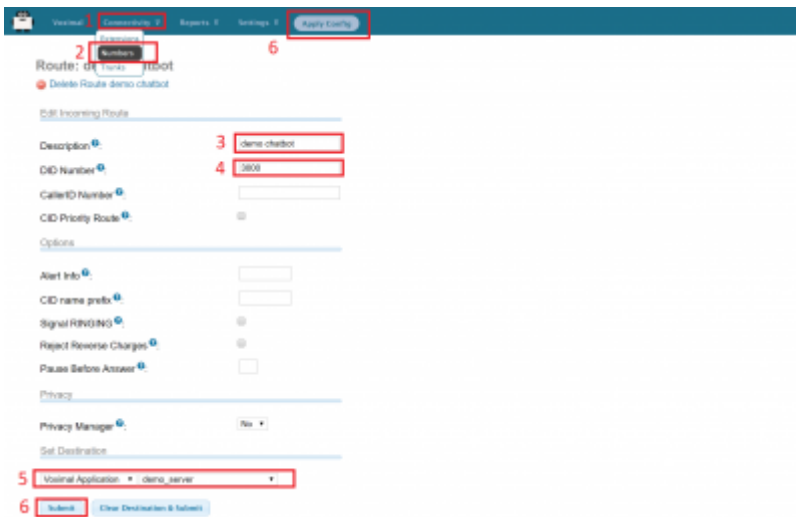 Voximal 1 Connectivity Reports Settings Apply Config
Extensions
2 Numbers 6
Trunks
Route: demo chatbot
Delete Route demo chatbot
Edit Incoming Route
Description ?: 3 demo chatbot
DID Number ?: 4 3800
CallerID Number ?:
CID Priority Route ?:
Options
Alert Info ?:
CID name prefix ?:
Signal RINGING ?:
Reject Reverse Charges ?:
Pause Before Answer ?:
Privacy
Privacy Manager ?: No
Set Destination
5 Voximal Application demo_server
6 Submit Clear Destination & Submit